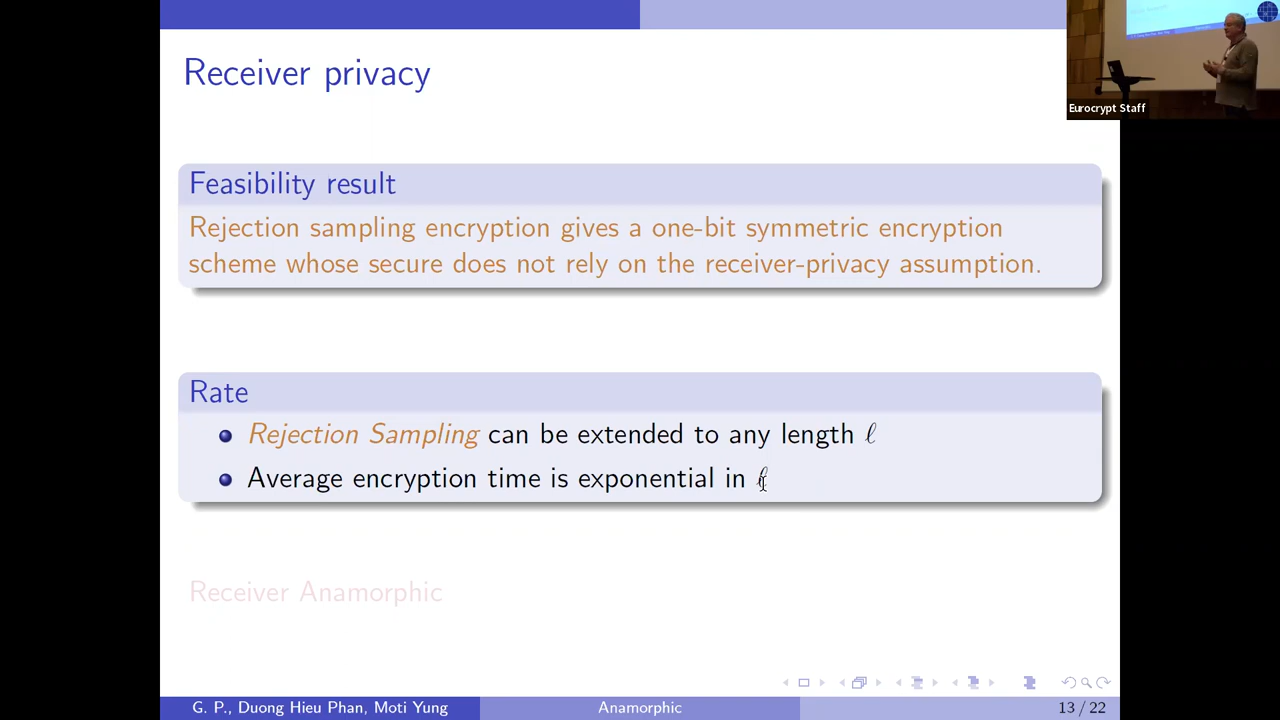 Receiver privacy
Eurocrypt Staff
Feasibility result
Rejection sampling encryption gives a one-bit symmetric encryption
scheme whose secure does not rely on the receiver-privacy assumption.
Rate
Rejection Sampling can be extended to any length ℓ
Average encryption time is exponential in ℓ
Receiver Anamorphic
G. P., Duong Hieu Phan, Moti Yung
Anamorphic
13 / 22